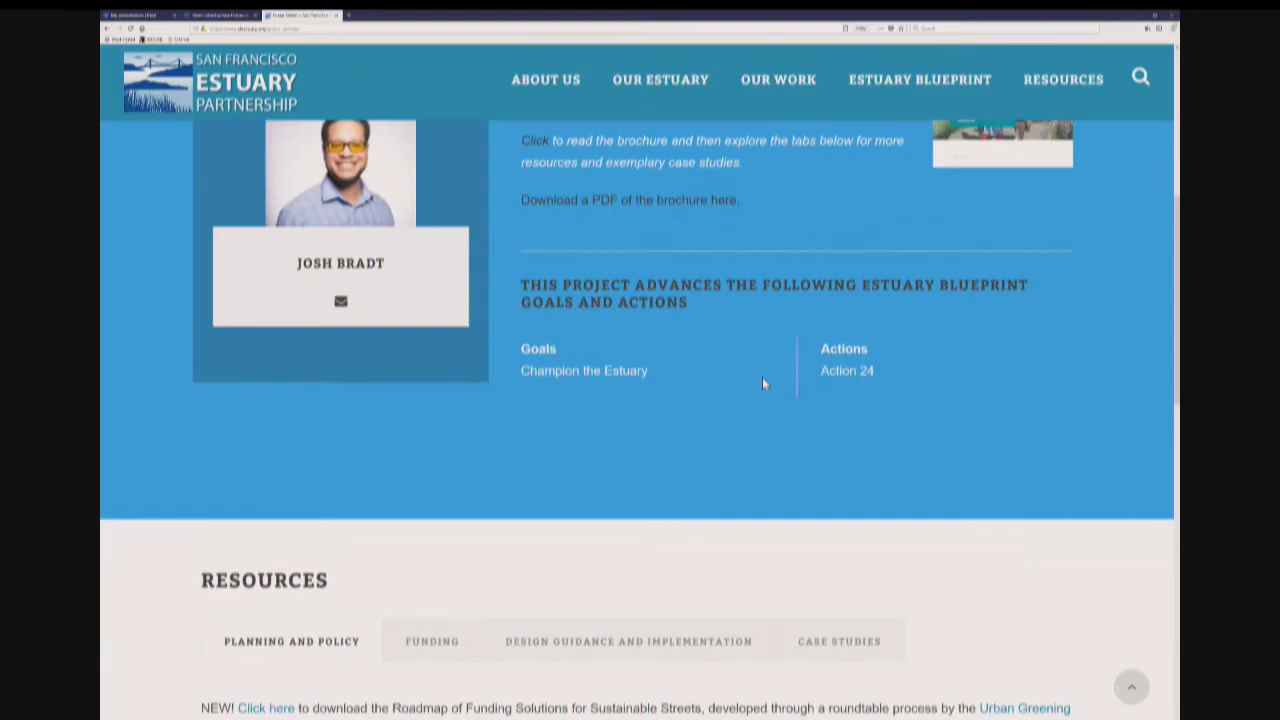 SAN FRANCISCO
ESTUARY
PARTNERSHIP
ABOUT US
OUR ESTUARY
OUR WORK
ESTUARY BLUEPRINT
RESOURCES
Click to read the brochure and then explore the tabs below for more
resources and exemplary case studies.
Download a PDF of the brochure here.
JOSH BRADT
THIS PROJECT ADVANCES THE FOLLOWING ESTUARY BLUEPRINT
GOALS AND ACTIONS
Goals
Champion the Estuary
Actions
Action 24
RESOURCES
PLANNING AND POLICY
FUNDING
DESIGN GUIDANCE AND IMPLEMENTATION
CASE STUDIES
NEW! Click here to download the Roadmap of Funding Solutions for Sustainable Streets, developed through a roundtable process by the Urban Greening